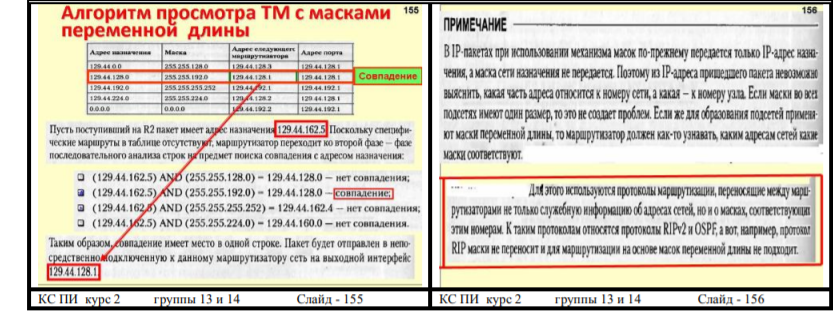 Алгоритм просмотра ТМ с масками
переменной длины
155
Адрес назначения Маска Адрес следующего маршрутизатора Адрес порта
129.44.0.0 255.255.128.0 129.44.128.3 129.44.128.1
129.44.128.0 255.255.192.0 129.44.128.1 129.44.128.1
Совпадение
129.44.192.0 255.255.255.252 129.44.192.1 129.44.192.1
129.44.224.0 255.255.224.0 129.44.128.2 129.44.128.1
0.0.0.0 0.0.0.0 129.44.192.2 129.44.192.1
Пусть поступивший на R2 пакет имеет адрес назначения 129.44.162.5. Поскольку специфи-
ческие маршруты в таблице отсутствуют, маршрутизатор переходит ко второй фазе – фазе
последовательного анализа строк на предмет поиска совпадения с адресом назначения:
(129.44.162.5) AND (255.255.128.0) = 129.44.128.0 — нет совпадения;
(129.44.162.5) AND (255.255.192.0) = 129.44.128.0 — совпадение;
(129.44.162.5) AND (255.255.255.252) = 129.44.162.4 — нет совпадения;
(129.44.162.5) AND (255.255.224.0) = 129.44.160.0 — нет совпадения.
Таким образом, совпадение имеет место в одной строке. Пакет будет отправлен в непо-
средственно подключенную к данному маршрутизатору сеть на выходной интерфейс
129.44.128.1.
КС ПИ курс 2 группы 13 и 14 Слайд - 155
156
ПРИМЕЧАНИЕ
В IP-пакетах при использовании механизма масок по-прежнему передается только IP-адрес назна-
чения, а маска сети назначения не передается. Поэтому из IP-адреса пришедшего пакета невозможно
выяснить, какая часть адреса относится к номеру сети, а какая — к номеру узла. Если маски во всех
подсетях имеют один размер, то это не создает проблем. Если же для образования подсетей применя-
ют маски переменной длины, то маршрутизатор должен как-то узнавать, каким адресам сетей какие
маски соответствуют.
Для этого используются протоколы маршрутизации, переносящие между марш-
рутизаторами не только служебную информацию об адресах сетей, но и о масках, соответствующих
этим номерам. К таким протоколам относятся протоколы RIPv2 и OSPF, а вот, например, протокол
RIP маски не переносит и для маршрутизации на основе масок переменной длины не подходит.
КС ПИ курс 2 группы 13 и 14 Слайд - 156